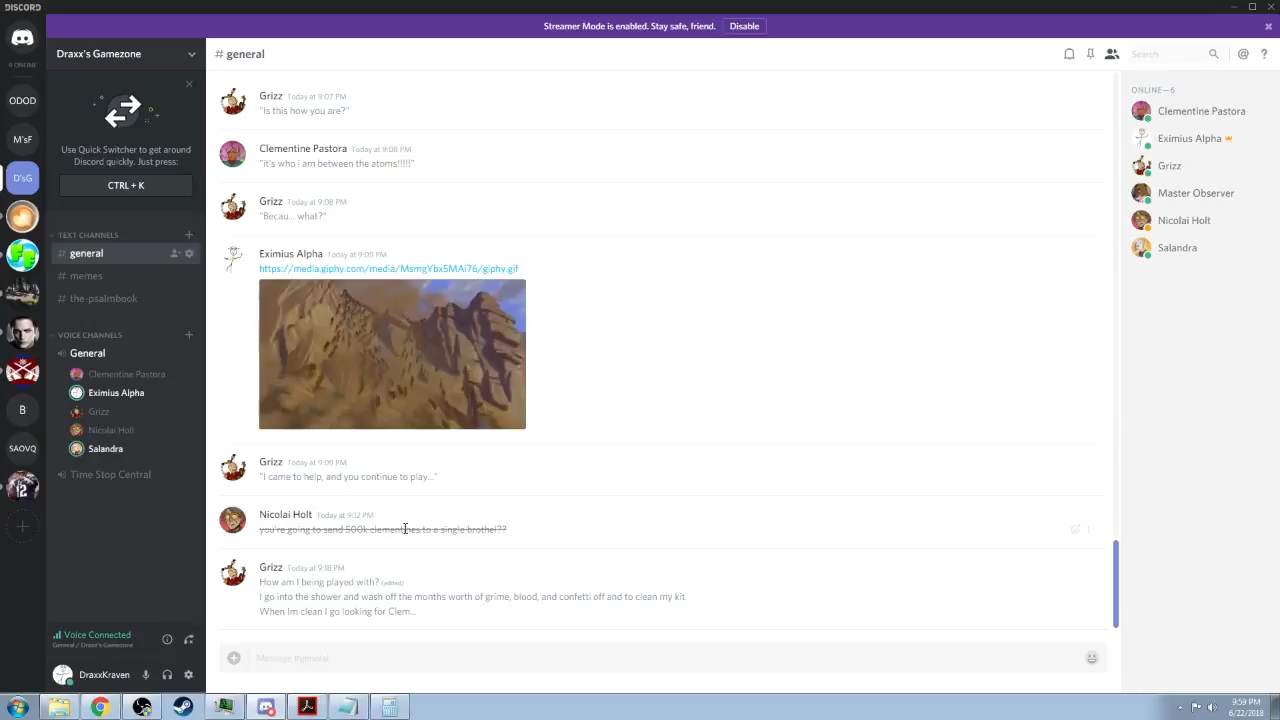 DISCORD
Streamer Mode is enabled. Stay safe, friend.
Disable
9 ONLINE
DOOD
M'sF
D'sG
B
SAOVQ
12
Draxx's Gamezone
Use Quick Switcher to get around
Discord quickly. Just press:
CTRL + K
TEXT CHANNELS
# general
# memes
# the-psalmbook
VOICE CHANNELS
General
Clementine Pastora
Eximius Alpha
Grizz
Nicolai Holt
Salandra
Time Stop Central
Voice Connected
General / Draxx's Gamezone
DraxxKraven
# general
Search
Grizz Today at 9:07 PM
"Is this how you are?"
Clementine Pastora Today at 9:08 PM
"it's who i am between the atoms!!!!!"
Grizz Today at 9:08 PM
"Becau... what?"
Eximius Alpha Today at 9:09 PM
https://media.giphy.com/media/MsmgYbx5MAi76/giphy.gif
Grizz Today at 9:09 PM
"I came to help, and you continue to play..."
Nicolai Holt Today at 9:12 PM
you're going to send 500k clementines to a single brothel??
Grizz Today at 9:18 PM
How am I being played with? (edited)
I go into the shower and wash off the months worth of grime, blood, and confetti off and to clean my kit
When Im clean I go looking for Clem...
Message #general
ONLINE—6
Clementine Pastora
Eximius Alpha
Grizz
Master Observer
Nicolai Holt
Salandra
9:59 PM
6/22/2018